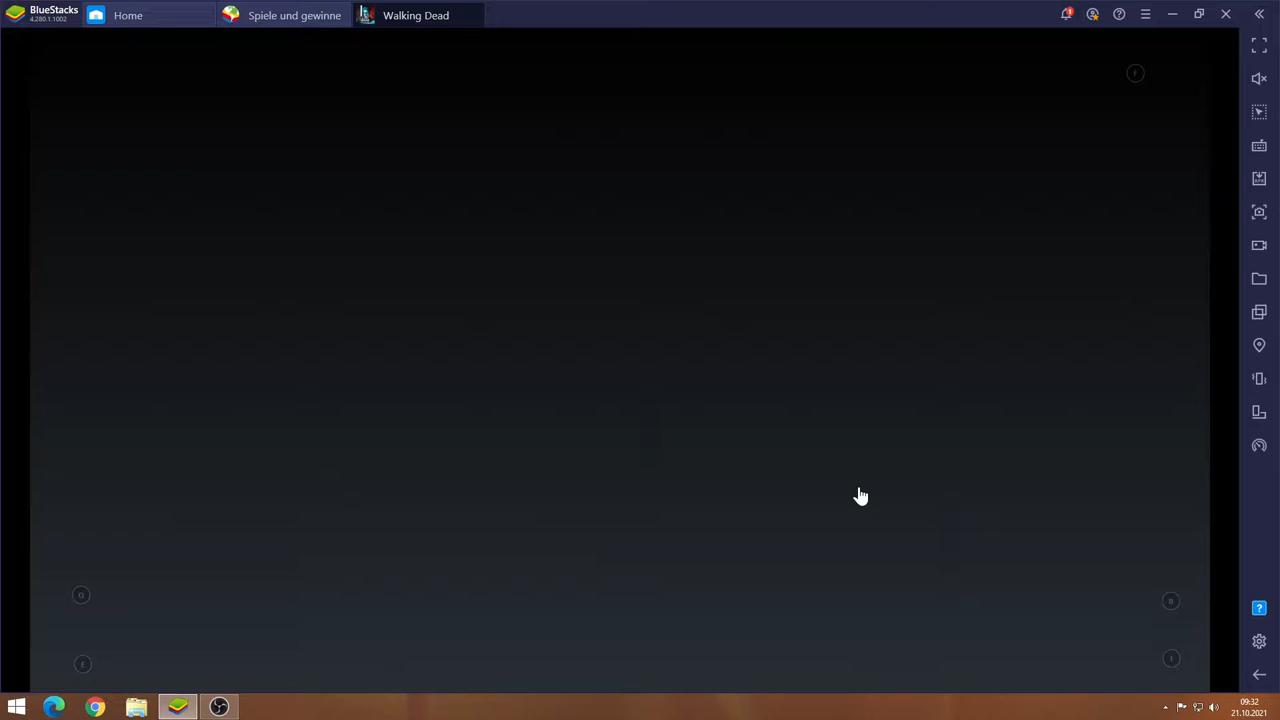 BlueStacks
4.280.1.1002
Home
Spiele und gewinne
Walking Dead
F
E
?
09:32
21.10.2021